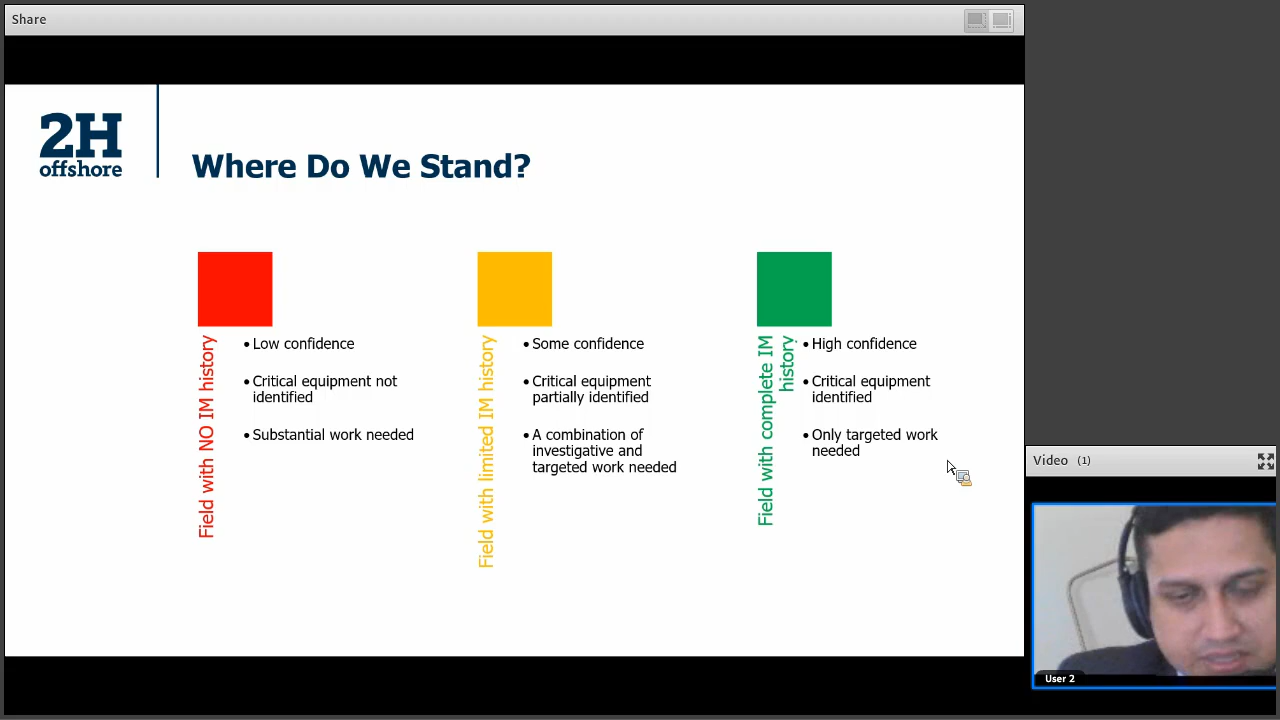 Share
2H
offshore
Where Do We Stand?
Field with NO IM history
• Low confidence
• Critical equipment not
identified
• Substantial work needed
Field with limited IM history
• Some confidence
• Critical equipment
partially identified
• A combination of
investigative and
targeted work needed
Field with complete IM
history
• High confidence
• Critical equipment
identified
• Only targeted work
needed
Video (1)
User 2